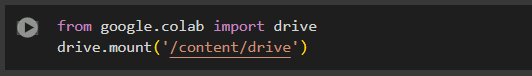 from google.colab import drive
drive.mount('/content/drive')